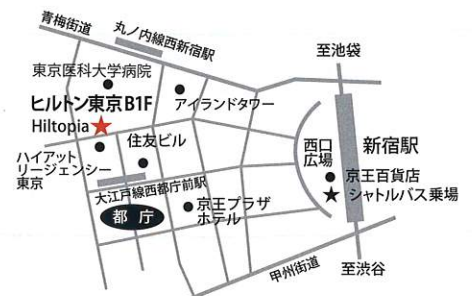 青梅街道
丸ノ内線西新宿駅
至池袋
東京医科大学病院
アイランドタワー
ヒルトン東京B1F
Hiltopia
住友ビル
ハイアット
リージェンシー
東京
西口
広場
新宿駅
京王百貨店
シャトルバス乗場
大江戸線西都庁前駅
都庁
京王プラザ
ホテル
甲州街道
至渋谷